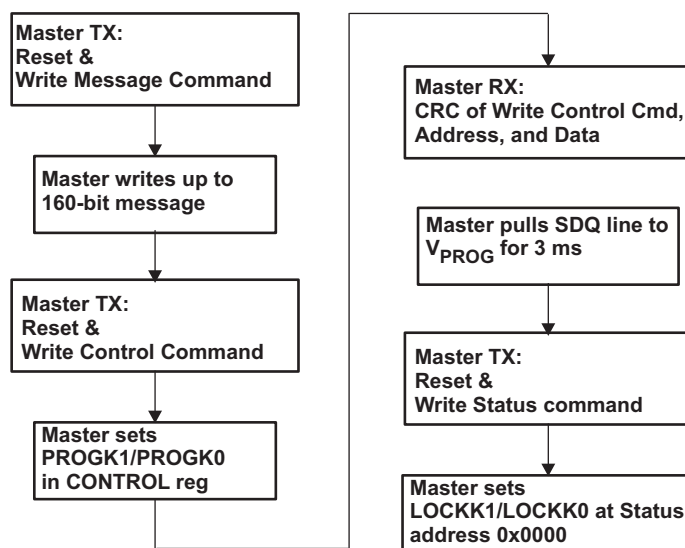 Master TX:
Reset &
Write Message Command
Master writes up to
160-bit message
Master TX:
Reset &
Write Control Command
Master sets
PROGK1/PROGK0
in CONTROL reg
Master RX:
CRC of Write Control Cmd,
Address, and Data
Master pulls SDQ line to
VPROG for 3 ms
Master TX:
Reset &
Write Status command
Master sets
LOCKK1/LOCKK0 at Status
address 0x0000